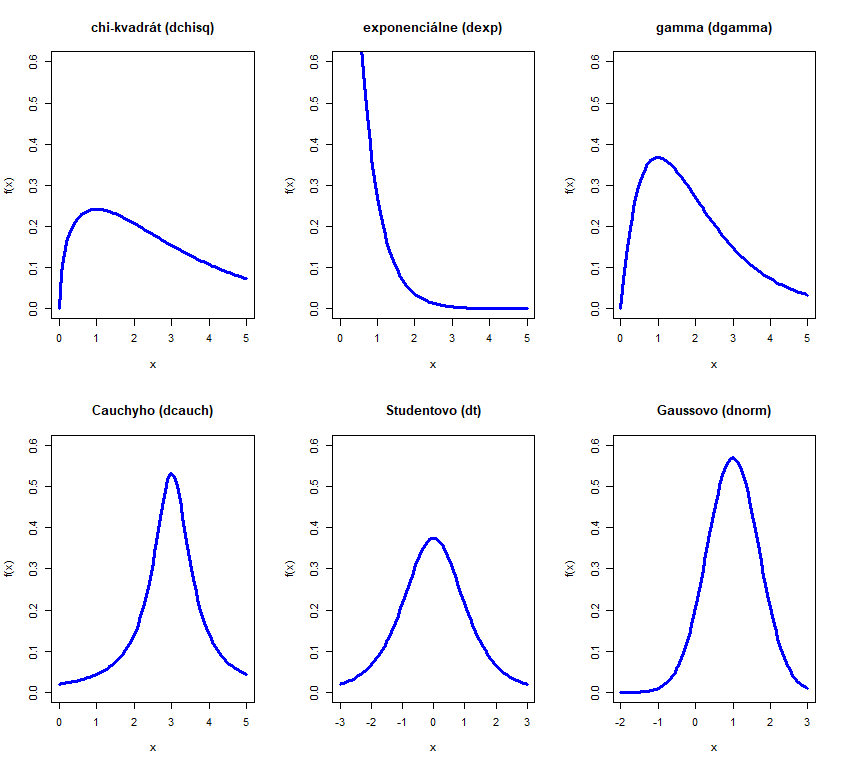 chi-kvadrát (dchisq)
f(x)
0.6
0.5
0.4
0.3
0.2
0.1
0.0
0 1 2 3 4 5
x
exponenciálne (dexp)
f(x)
0.6
0.5
0.4
0.3
0.2
0.1
0.0
0 1 2 3 4 5
x
gamma (dgamma)
f(x)
0.6
0.5
0.4
0.3
0.2
0.1
0.0
0 1 2 3 4 5
x
Cauchyho (dcauch)
f(x)
0.6
0.5
0.4
0.3
0.2
0.1
0.0
0 1 2 3 4 5
x
Studentovo (dt)
f(x)
0.6
0.5
0.4
0.3
0.2
0.1
0.0
-3 -2 -1 0 1 2 3
x
Gaussovo (dnorm)
f(x)
0.6
0.5
0.4
0.3
0.2
0.1
0.0
-2 -1 0 1 2 3
x